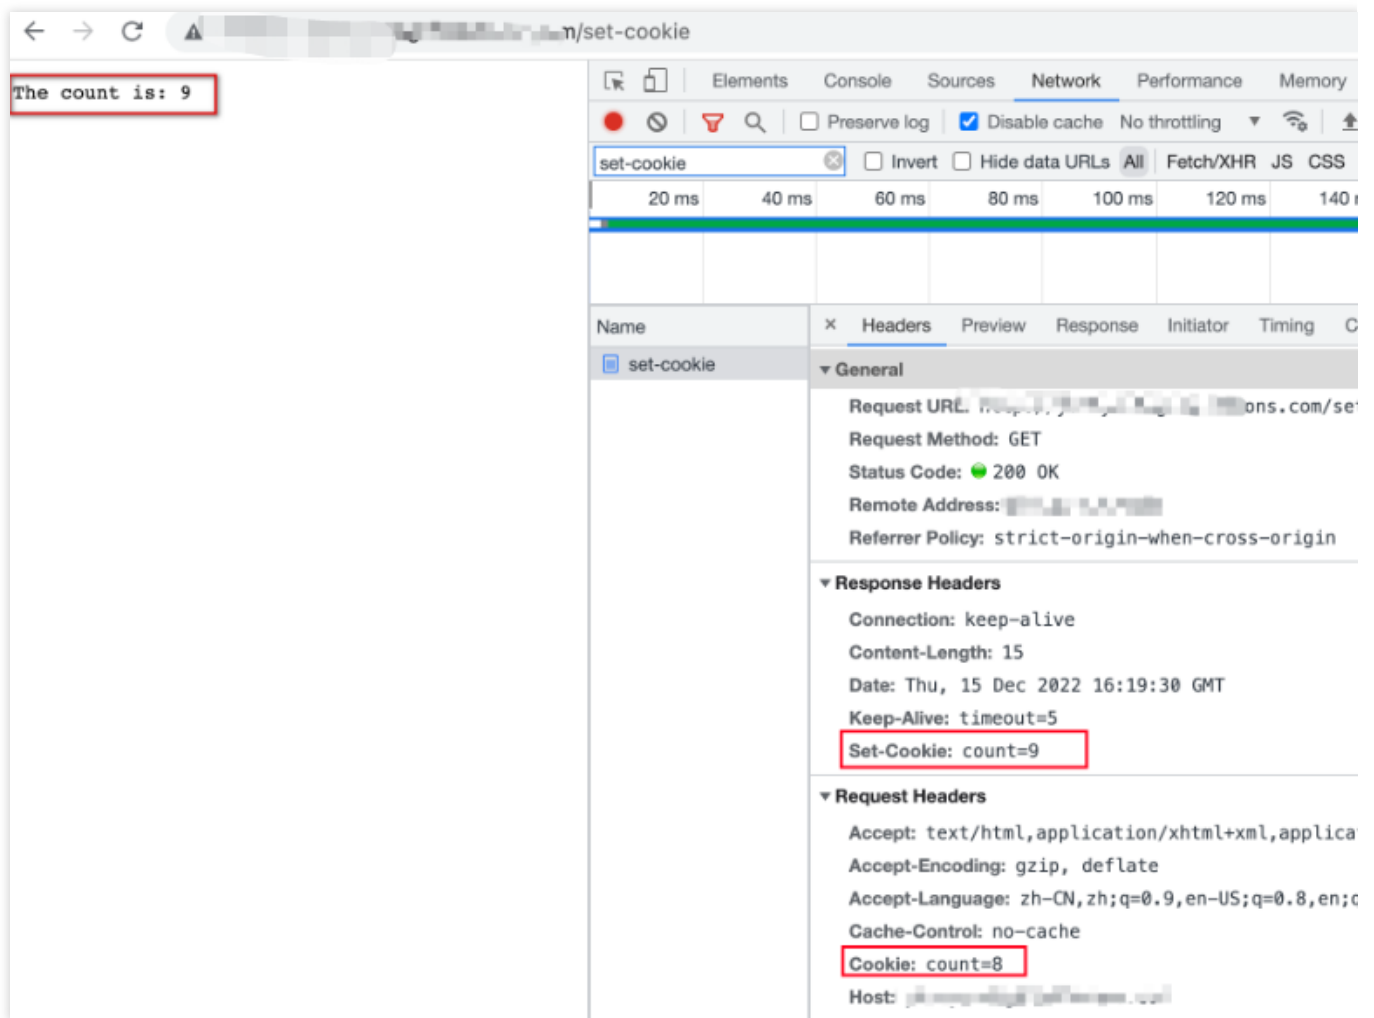 /set-cookie
The count is: 9
Elements Console Sources Network Performance Memory
Preserve log Disable cache No throttling
set-cookie Invert Hide data URLs All Fetch/XHR JS CSS
20 ms 40 ms 60 ms 80 ms 100 ms 120 ms 140
Name × Headers Preview Response Initiator Timing C
set-cookie
General
Request URL: ons.com/se
Request Method: GET
Status Code: 200 OK
Remote Address:
Referrer Policy: strict-origin-when-cross-origin
Response Headers
Connection: keep-alive
Content-Length: 15
Date: Thu, 15 Dec 2022 16:19:30 GMT
Keep-Alive: timeout=5
Set-Cookie: count=9
Request Headers
Accept: text/html,application/xhtml+xml,applica
Accept-Encoding: gzip, deflate
Accept-Language: zh-CN,zh;q=0.9,en-US;q=0.8,en;q
Cache-Control: no-cache
Cookie: count=8
Host: